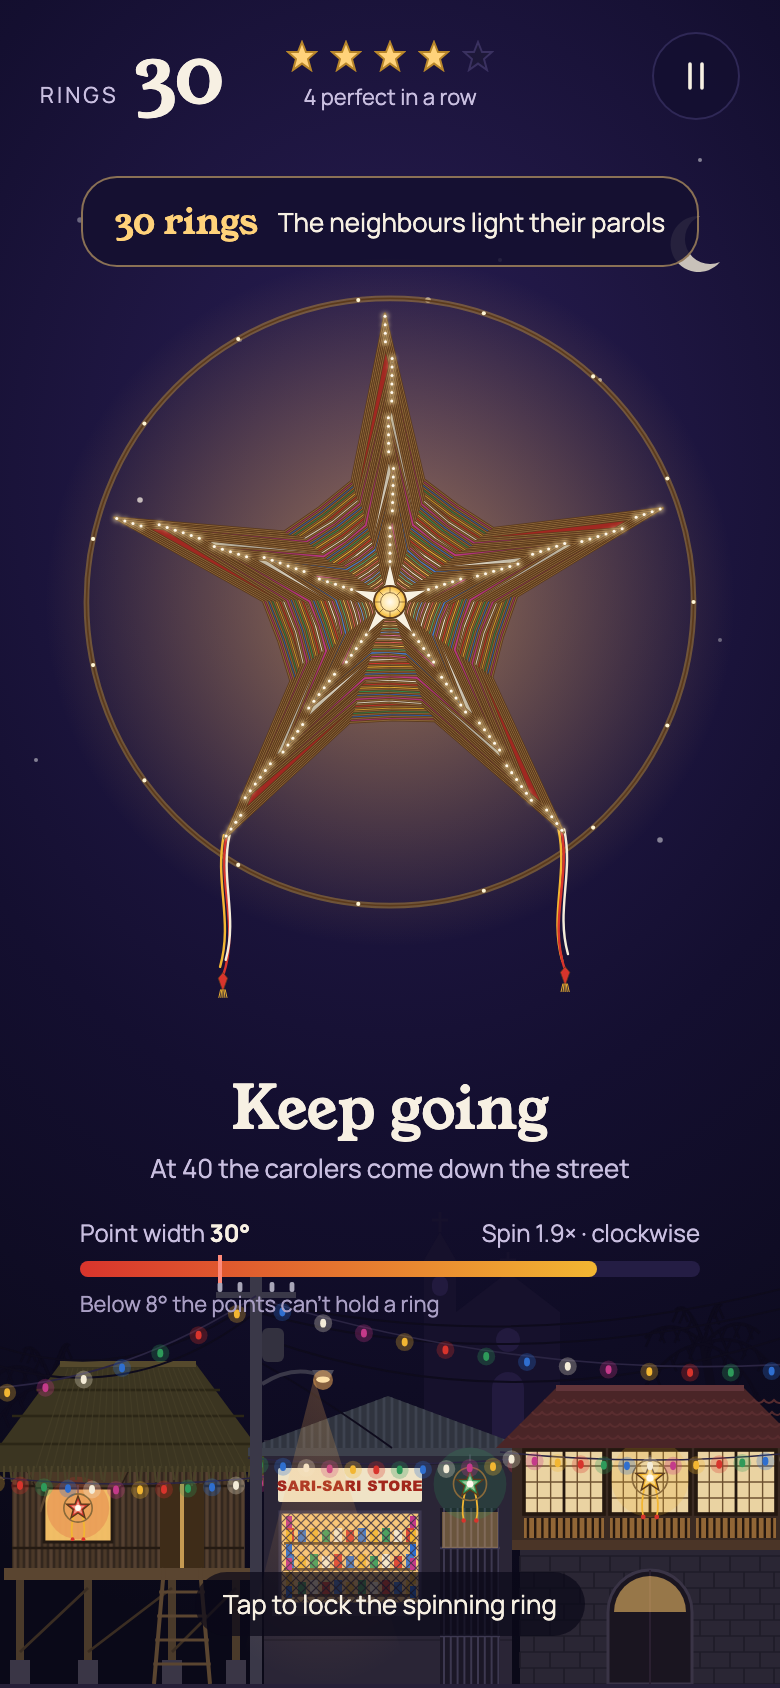 RINGS 30
4 perfect in a row
30 rings The neighbours light their parols
Keep going
At 40 the carolers come down the street
Point width 30° Spin 1.9× · clockwise
Below 8° the points can't hold a ring
SARI-SARI STORE
Tap to lock the spinning ring